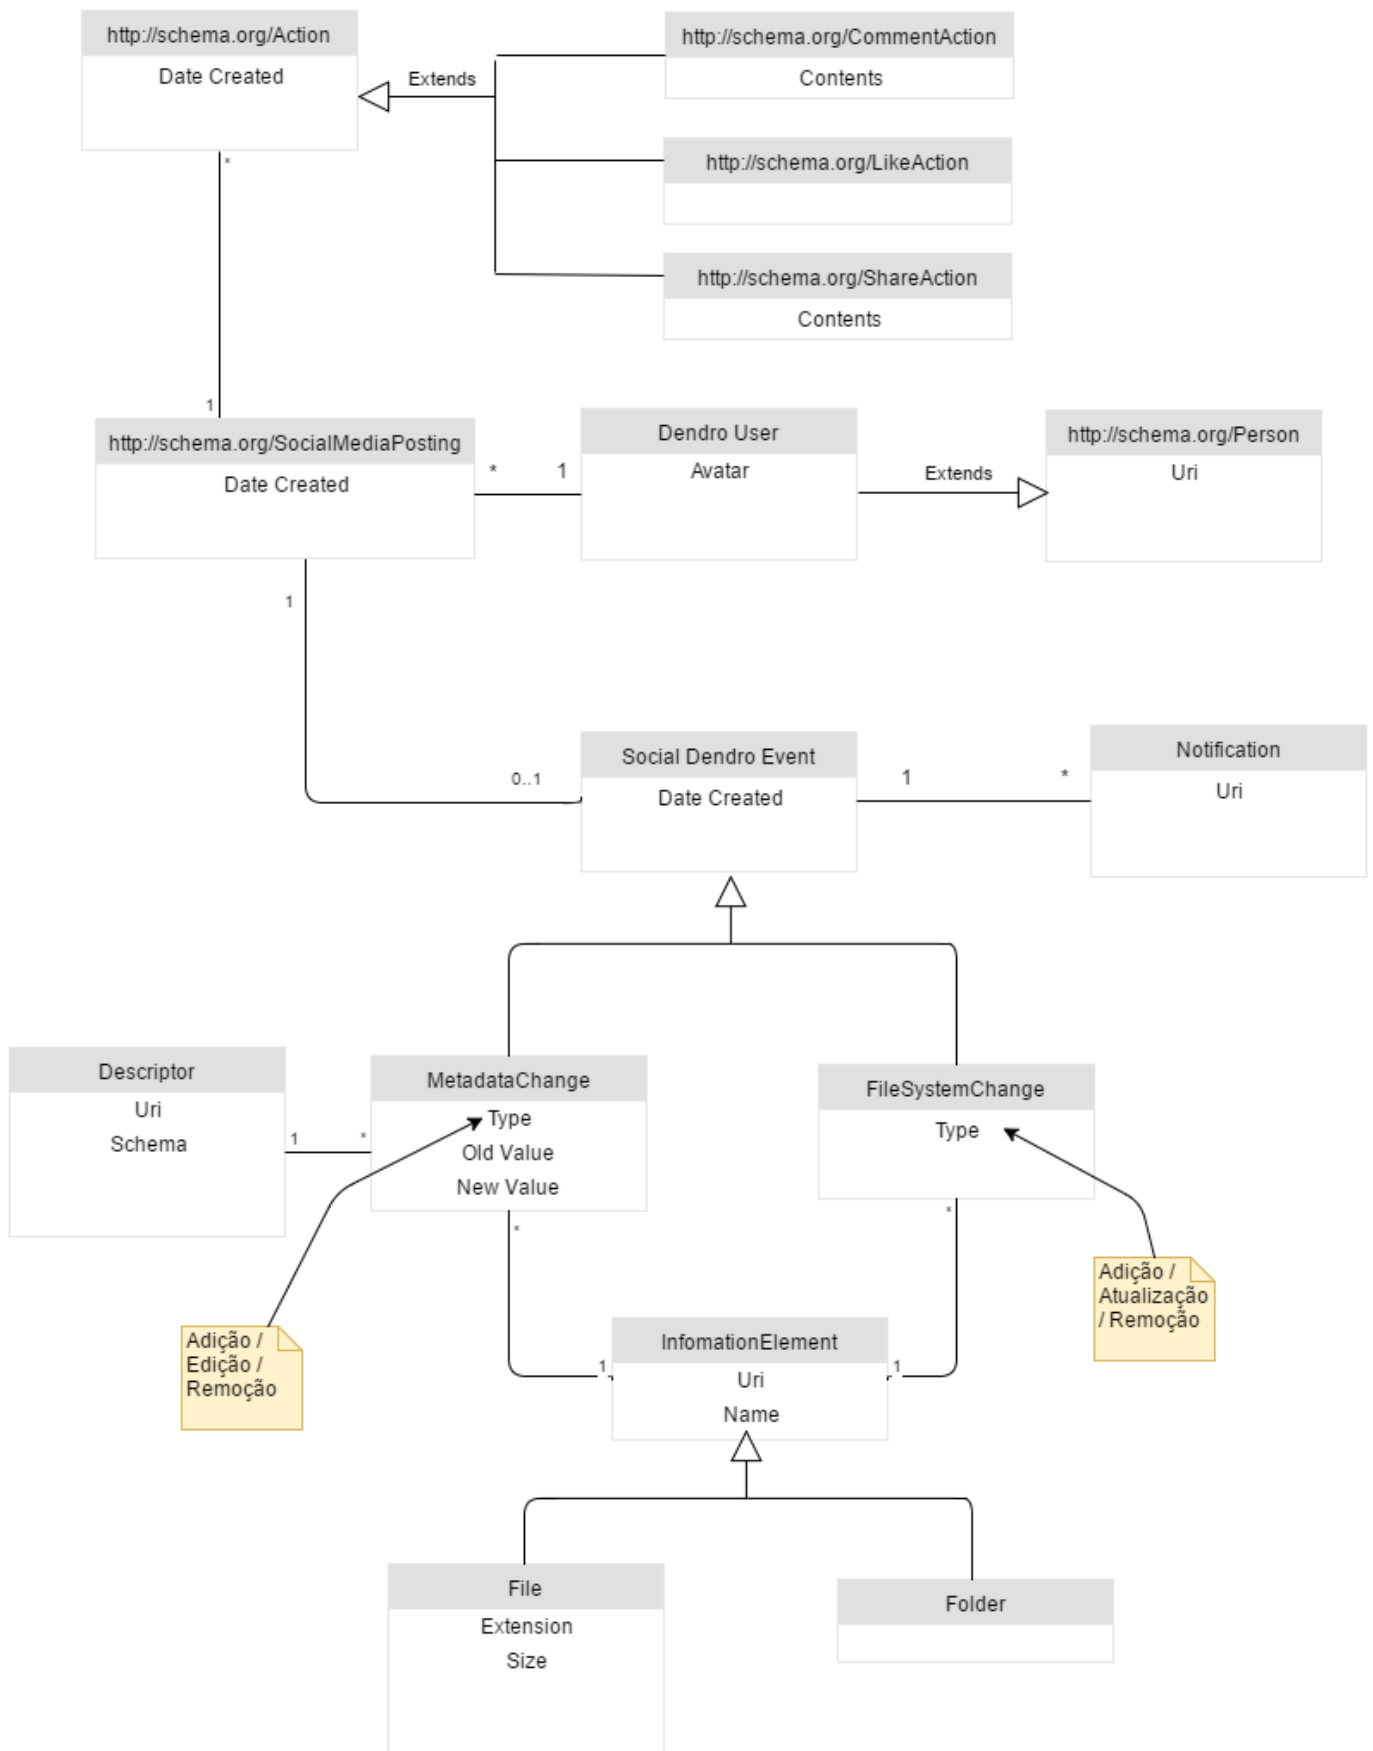 http://schema.org/Action
Date Created
Extends
http://schema.org/CommentAction
Contents
http://schema.org/LikeAction
http://schema.org/ShareAction
Contents
*
1
http://schema.org/SocialMediaPosting
Date Created
*
1
Dendro User
Avatar
Extends
http://schema.org/Person
Uri
1
0..1
Social Dendro Event
Date Created
1
*
Notification
Uri
Descriptor
Uri
Schema
1
*
MetadataChange
Type
Old Value
New Value
FileSystemChange
Type
*
*
Adição /
Edição /
Remoção
Adição /
Atualização
/ Remoção
1
InfomationElement
Uri
Name
1
File
Extension
Size
Folder